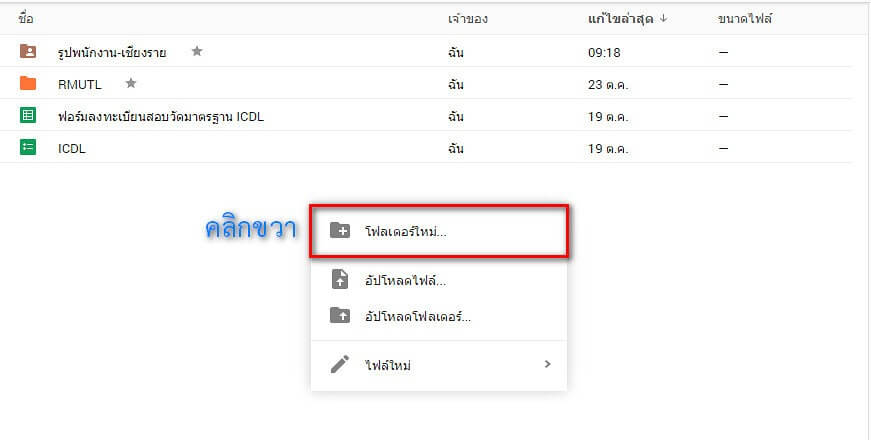 ชื่อ เจ้าของ แก้ไขล่าสุด ↓ ขนาดไฟล์
รูปพนักงาน-เชียงราย ★ ฉัน 09:18 —
RMUTL ★ ฉัน 23 ต.ค. —
ฟอร์มลงทะเบียนสอบวัดมาตรฐาน ICDL ฉัน 19 ต.ค. —
ICDL ฉัน 19 ต.ค. —
คลิกขวา โฟลเดอร์ใหม่...
อัปโหลดไฟล์...
อัปโหลดโฟลเดอร์...
ไฟล์ใหม่ >